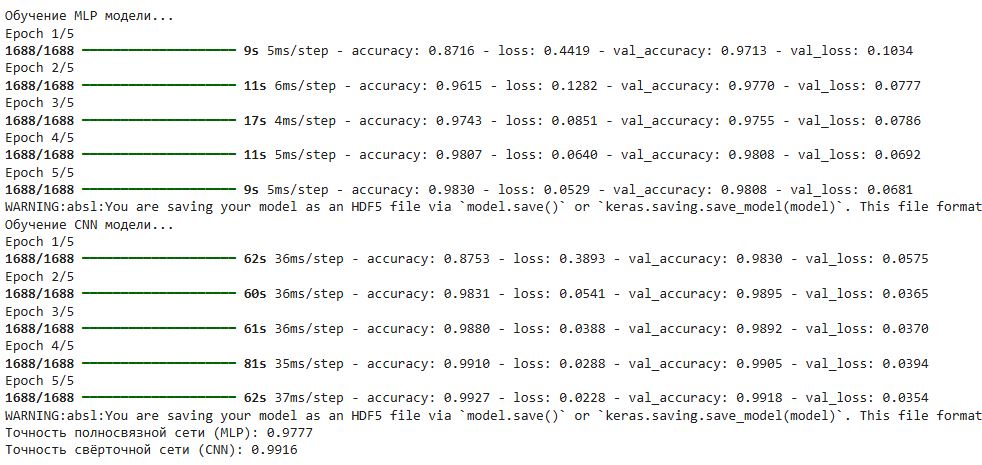 Обучение MLP модели...
Epoch 1/5
1688/1688 ━━━━━━━━━━━━━━━━━━━━ 9s 5ms/step - accuracy: 0.8716 - loss: 0.4419 - val_accuracy: 0.9713 - val_loss: 0.1034
Epoch 2/5
1688/1688 ━━━━━━━━━━━━━━━━━━━━ 11s 6ms/step - accuracy: 0.9615 - loss: 0.1282 - val_accuracy: 0.9770 - val_loss: 0.0777
Epoch 3/5
1688/1688 ━━━━━━━━━━━━━━━━━━━━ 17s 4ms/step - accuracy: 0.9743 - loss: 0.0851 - val_accuracy: 0.9755 - val_loss: 0.0786
Epoch 4/5
1688/1688 ━━━━━━━━━━━━━━━━━━━━ 11s 5ms/step - accuracy: 0.9807 - loss: 0.0640 - val_accuracy: 0.9808 - val_loss: 0.0692
Epoch 5/5
1688/1688 ━━━━━━━━━━━━━━━━━━━━ 9s 5ms/step - accuracy: 0.9830 - loss: 0.0529 - val_accuracy: 0.9808 - val_loss: 0.0681
WARNING:absl:You are saving your model as an HDF5 file via `model.save()` or `keras.saving.save_model(model)`. This file format
Обучение CNN модели...
Epoch 1/5
1688/1688 ━━━━━━━━━━━━━━━━━━━━ 62s 36ms/step - accuracy: 0.8753 - loss: 0.3893 - val_accuracy: 0.9830 - val_loss: 0.0575
Epoch 2/5
1688/1688 ━━━━━━━━━━━━━━━━━━━━ 60s 36ms/step - accuracy: 0.9831 - loss: 0.0541 - val_accuracy: 0.9895 - val_loss: 0.0365
Epoch 3/5
1688/1688 ━━━━━━━━━━━━━━━━━━━━ 61s 36ms/step - accuracy: 0.9880 - loss: 0.0388 - val_accuracy: 0.9892 - val_loss: 0.0370
Epoch 4/5
1688/1688 ━━━━━━━━━━━━━━━━━━━━ 81s 35ms/step - accuracy: 0.9910 - loss: 0.0288 - val_accuracy: 0.9905 - val_loss: 0.0394
Epoch 5/5
1688/1688 ━━━━━━━━━━━━━━━━━━━━ 62s 37ms/step - accuracy: 0.9927 - loss: 0.0228 - val_accuracy: 0.9918 - val_loss: 0.0354
WARNING:absl:You are saving your model as an HDF5 file via `model.save()` or `keras.saving.save_model(model)`. This file format
Точность полносвязной сети (MLP): 0.9777
Точность свёрточной сети (CNN): 0.9916